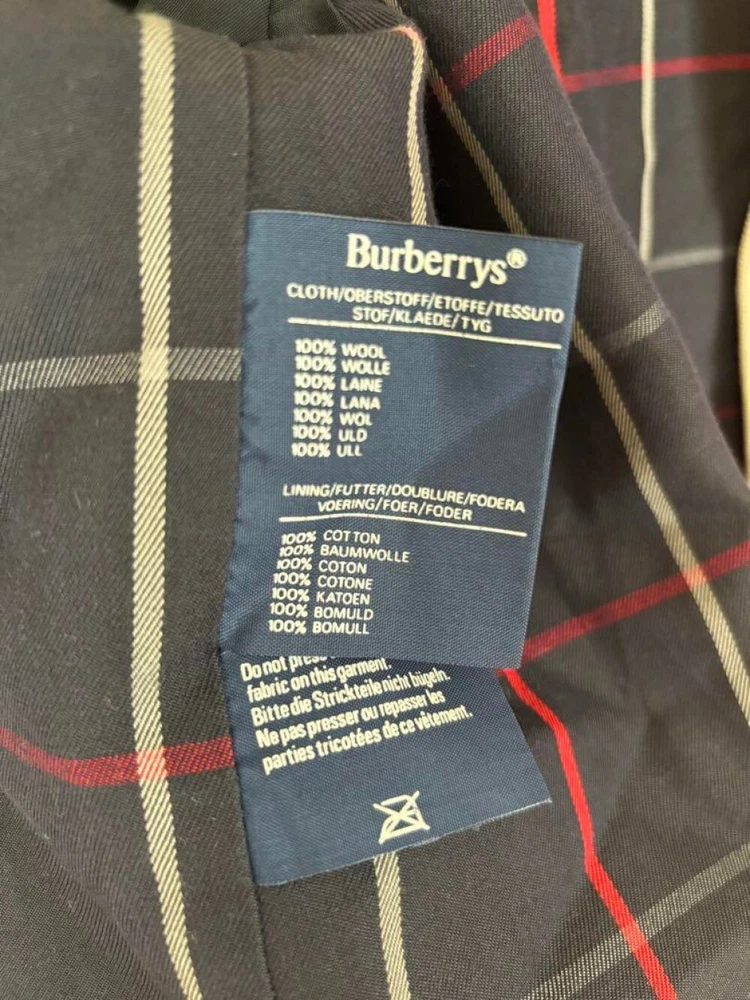 Burberrys®
CLOTH/OBERSTOFF/ETOFFE/TESSUTO
STOF/KLAEDE/TYG
100% WOOL
100% WOLLE
100% LAINE
100% LANA
100% WOL
100% ULD
100% ULL
LINING/FUTTER/DOUBLURE/FODERA
VOERING/FOER/FODER
100% COTTON
100% BAUMWOLLE
100% COTON
100% COTONE
100% KATOEN
100% BOMULD
100% BOMULL
Do not
fabric on this garment.
Bitte die Strickteile nicht bügeln.
Ne pas presser ou repasser les
parties tricotées de ce vêtement.